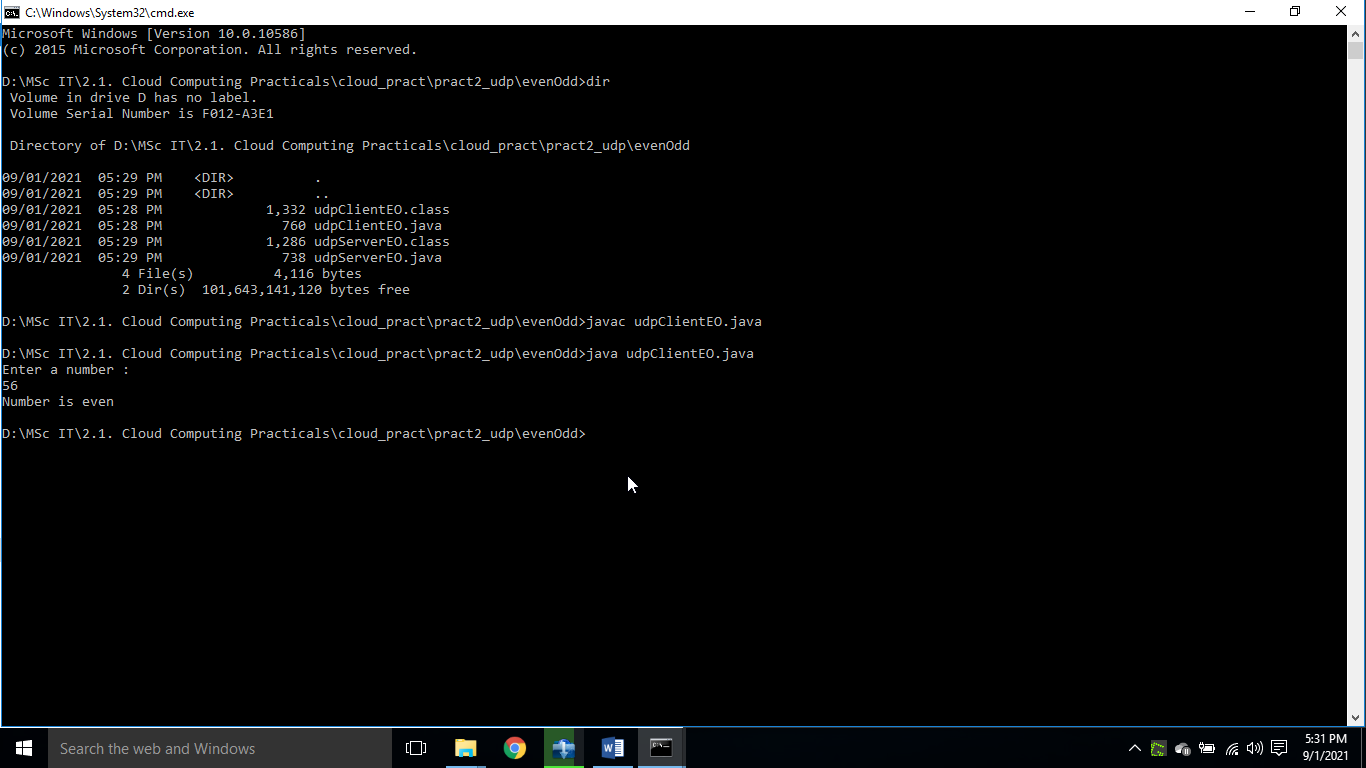 C:\Windows\System32\cmd.exe
Microsoft Windows [Version 10.0.10586]
(c) 2015 Microsoft Corporation. All rights reserved.
D:\MSc IT\2.1. Cloud Computing Practicals\cloud_pract\pract2_udp\evenOdd>dir
 Volume in drive D has no label.
 Volume Serial Number is F012-A3E1
 Directory of D:\MSc IT\2.1. Cloud Computing Practicals\cloud_pract\pract2_udp\evenOdd
09/01/2021  05:29 PM    <DIR>          .
09/01/2021  05:29 PM    <DIR>          ..
09/01/2021  05:28 PM             1,332 udpClientEO.class
09/01/2021  05:28 PM               760 udpClientEO.java
09/01/2021  05:29 PM             1,286 udpServerEO.class
09/01/2021  05:29 PM               738 udpServerEO.java
               4 File(s)          4,116 bytes
               2 Dir(s)  101,643,141,120 bytes free
D:\MSc IT\2.1. Cloud Computing Practicals\cloud_pract\pract2_udp\evenOdd>javac udpClientEO.java
D:\MSc IT\2.1. Cloud Computing Practicals\cloud_pract\pract2_udp\evenOdd>java udpClientEO.java
Enter a number :
56
Number is even
D:\MSc IT\2.1. Cloud Computing Practicals\cloud_pract\pract2_udp\evenOdd>
Search the web and Windows
5:31 PM
9/1/2021